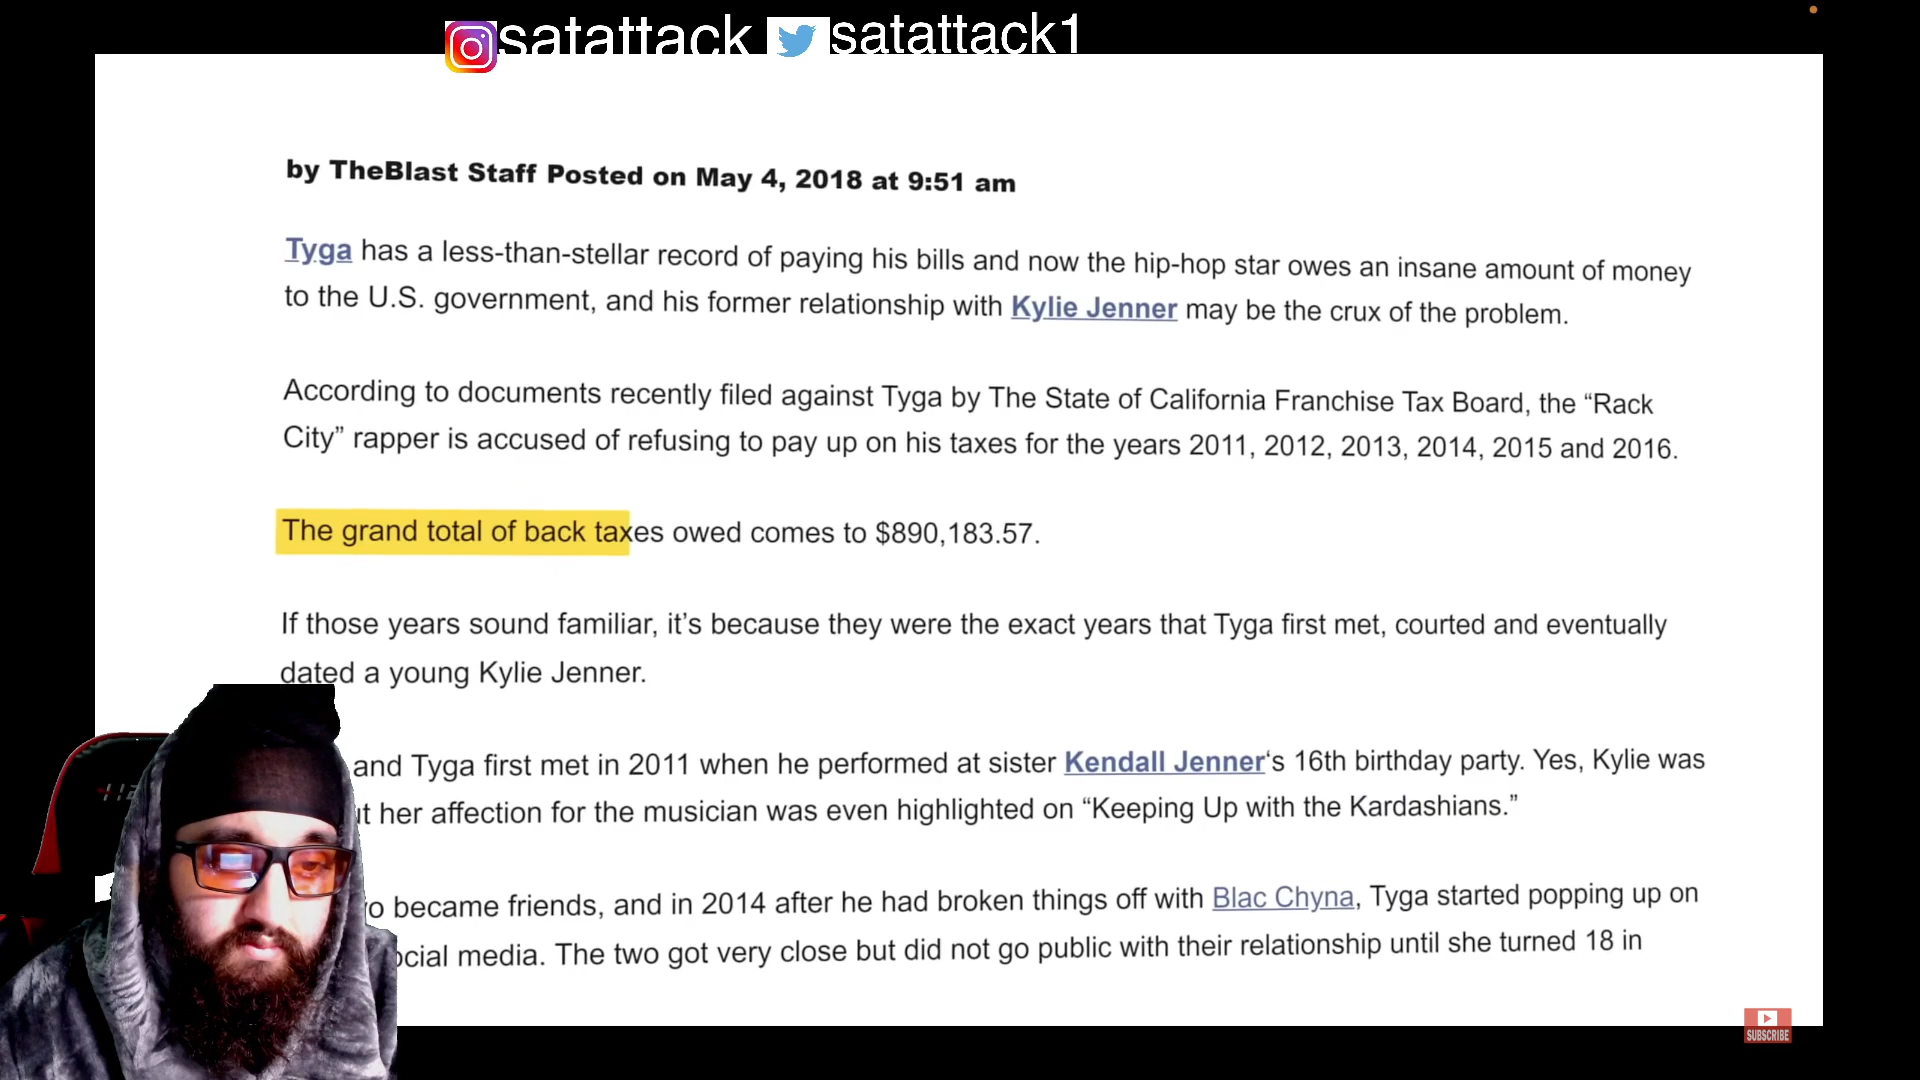 satattack satattack1
by TheBlast Staff Posted on May 4, 2018 at 9:51 am
Tyga has a less-than-stellar record of paying his bills and now the hip-hop star owes an insane amount of money
to the U.S. government, and his former relationship with Kylie Jenner may be the crux of the problem.
According to documents recently filed against Tyga by The State of California Franchise Tax Board, the “Rack
City” rapper is accused of refusing to pay up on his taxes for the years 2011, 2012, 2013, 2014, 2015 and 2016.
The grand total of back taxes owed comes to $890,183.57.
If those years sound familiar, it’s because they were the exact years that Tyga first met, courted and eventually
dated a young Kylie Jenner.
and Tyga first met in 2011 when he performed at sister Kendall Jenner‘s 16th birthday party. Yes, Kylie was
her affection for the musician was even highlighted on “Keeping Up with the Kardashians.”
became friends, and in 2014 after he had broken things off with Blac Chyna, Tyga started popping up on
media. The two got very close but did not go public with their relationship until she turned 18 in
SUBSCRIBE